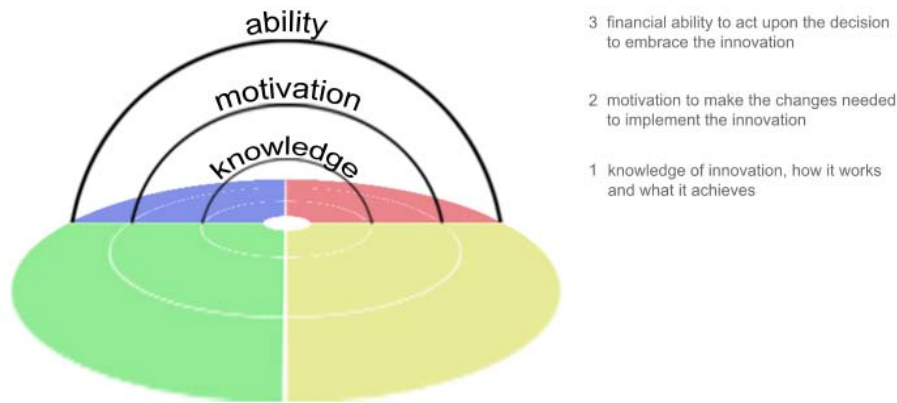 ability
motivation
knowledge
3 financial ability to act upon the decision
to embrace the innovation
2 motivation to make the changes needed
to implement the innovation
1 knowledge of innovation, how it works
and what it achieves